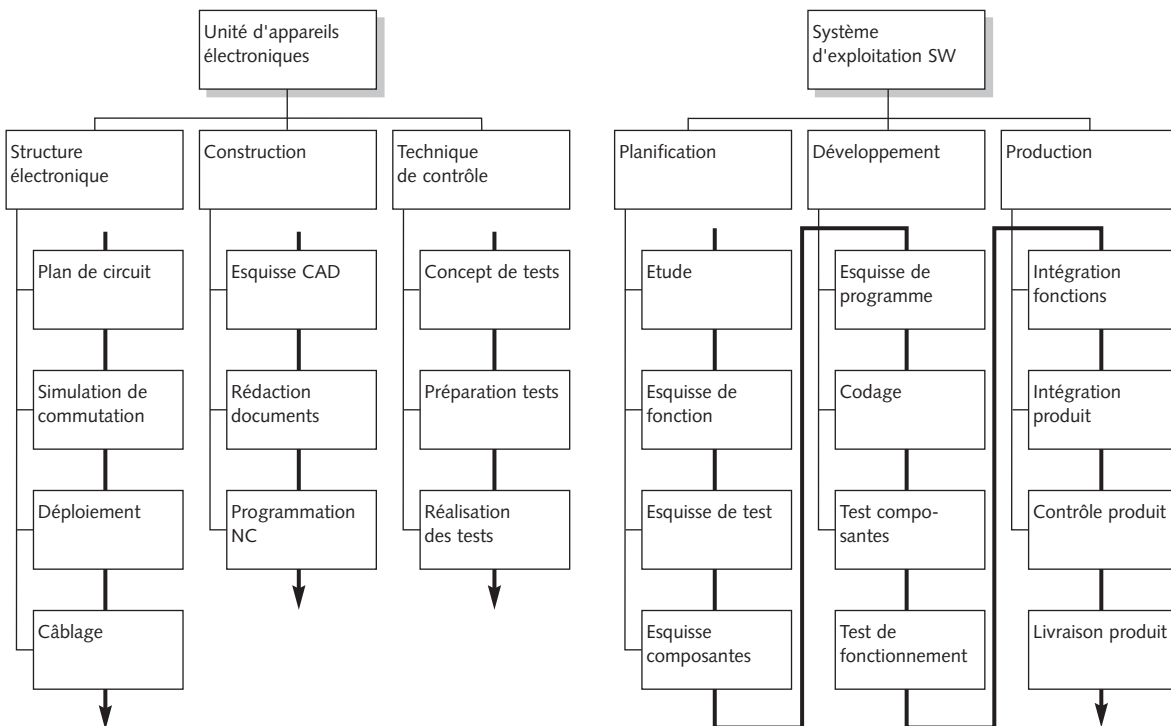 Unité d'appareils
électroniques
Structure
électronique
Construction
Technique
de contrôle
Plan de circuit
Simulation de
commutation
Déploiement
Câblage
Esquisse CAD
Rédaction
documents
Programmation
NC
Concept de tests
Préparation tests
Réalisation
des tests
Système
d'exploitation SW
Planification
Développement
Production
Etude
Esquisse de
fonction
Esquisse de test
Esquisse
composantes
Esquisse de
programme
Codage
Test compo-
santes
Test de
fonctionnement
Intégration
fonctions
Intégration
produit
Contrôle produit
Livraison produit